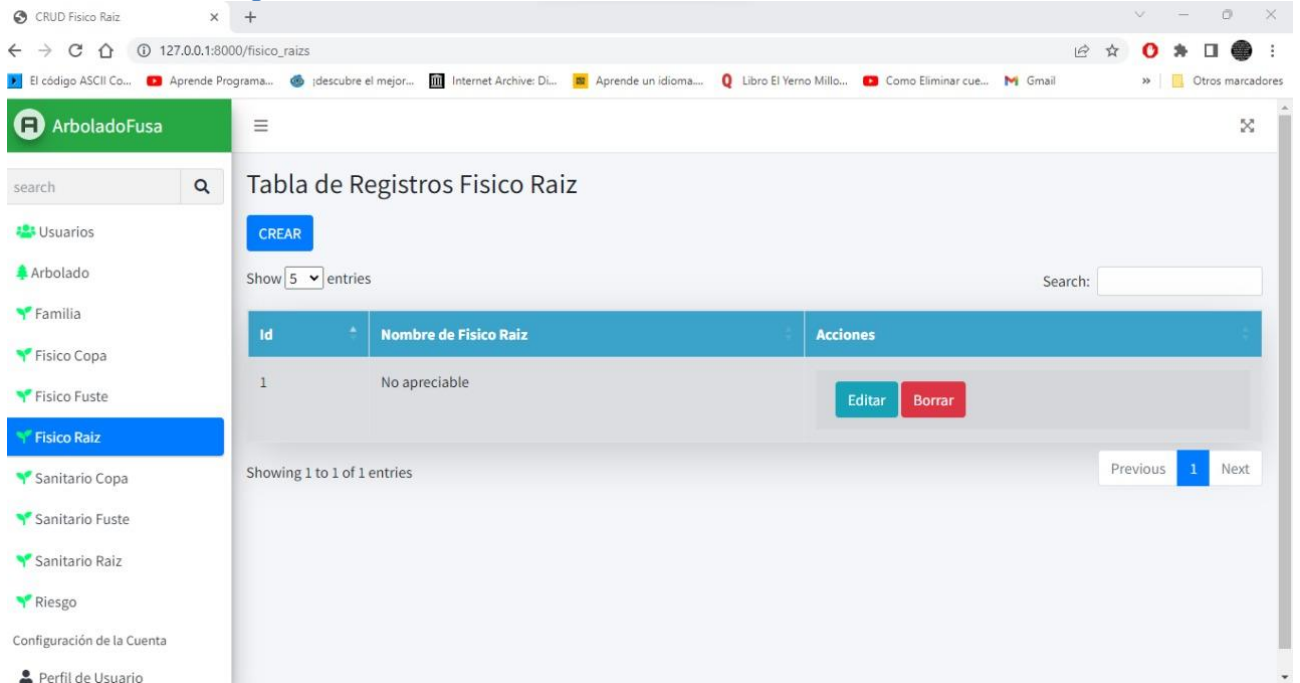 CRUD Fisico Raiz
127.0.0.1:8000/fisico_raizs
El código ASCII Co... Aprende Programa... ¡descubre el mejor... Internet Archive: Di... Aprende un idioma.... Libro El Yerno Millo... Como Eliminar cue... Gmail » Otros marcadores
ArboladoFusa
search
Usuarios
Arbolado
Familia
Fisico Copa
Fisico Fuste
Fisico Raiz
Sanitario Copa
Sanitario Fuste
Sanitario Raiz
Riesgo
Configuración de la Cuenta
Perfil de Usuario
Tabla de Registros Fisico Raiz
CREAR
Show 5 entries Search:
Id Nombre de Fisico Raiz Acciones
1 No apreciable Editar Borrar
Showing 1 to 1 of 1 entries Previous 1 Next